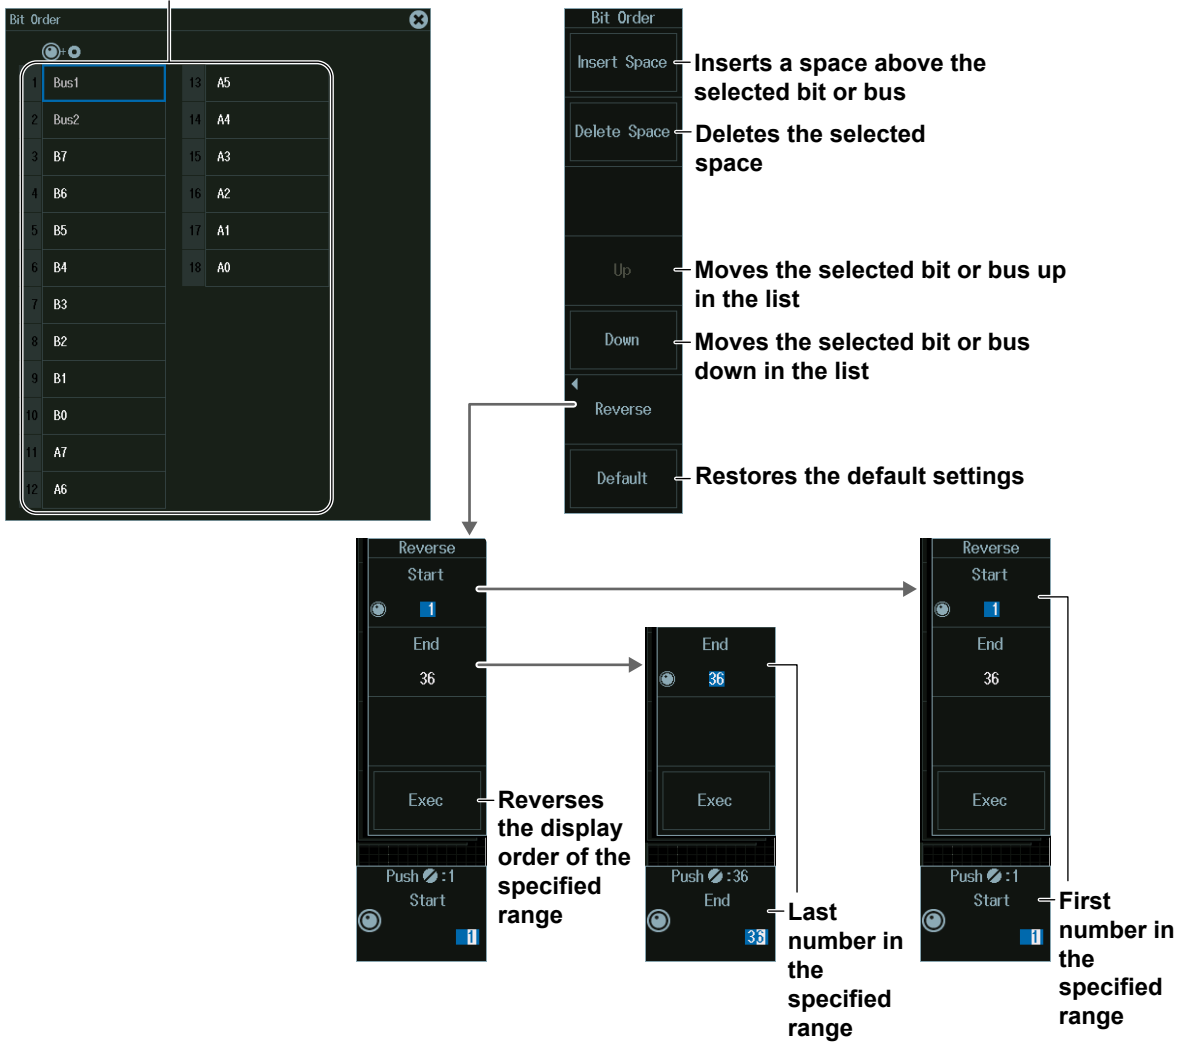 Bit Order
+
1 Bus1
2 Bus2
3 B7
4 B6
5 B5
6 B4
7 B3
8 B2
9 B1
10 B0
11 A7
12 A6
13 A5
14 A4
15 A3
16 A2
17 A1
18 A0
Bit Order
Insert Space
Inserts a space above the
selected bit or bus
Delete Space
Deletes the selected
space
Up
Moves the selected bit or bus up
in the list
Down
Moves the selected bit or bus
down in the list
Reverse
Default
Restores the default settings
Reverse
Start
1
End
36
Exec
Reverses
the display
order of the
specified
range
Push :1
Start
1
End
36
Exec
Push :36
End
36
Last
number in
the
specified
range
Reverse
Start
1
End
36
Exec
Push :1
Start
1
First
number in
the
specified
range